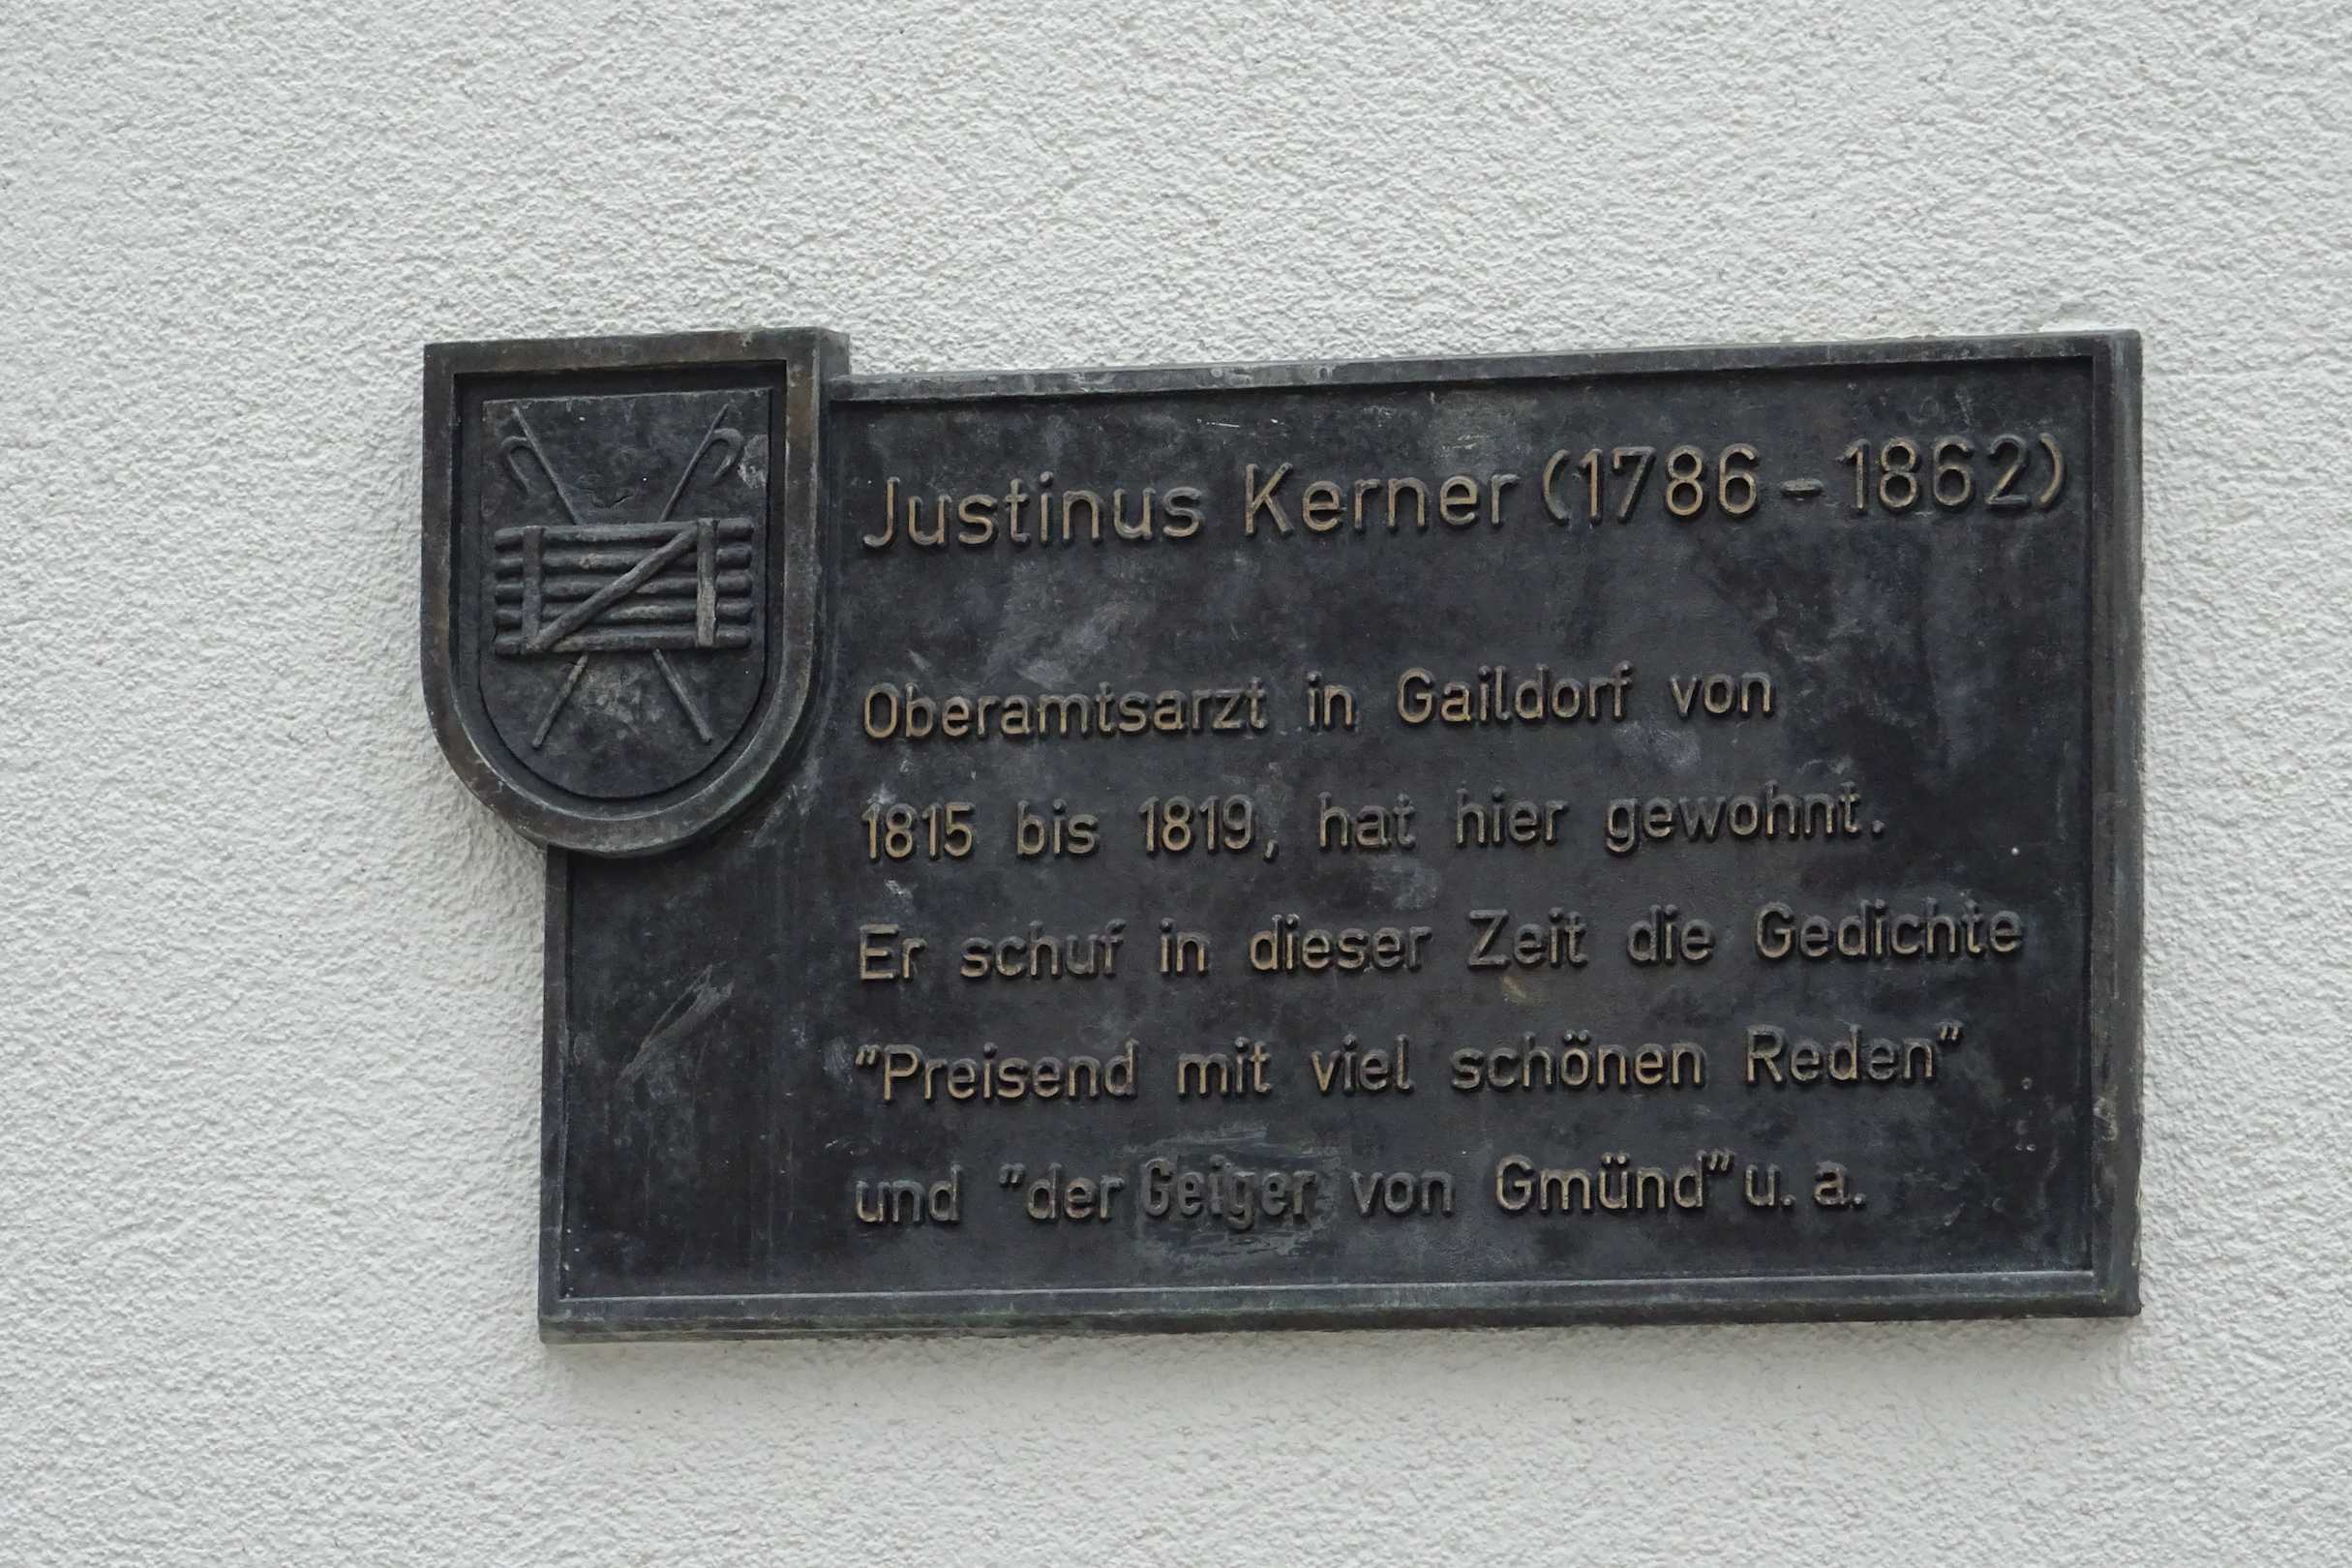 Justinus Kerner (1786 – 1862)
Oberamtsarzt in Gaildorf von
1815 bis 1819, hat hier gewohnt.
Er schuf in dieser Zeit die Gedichte
"Preisend mit viel schönen Reden"
und "der Geiger von Gmünd" u. a.